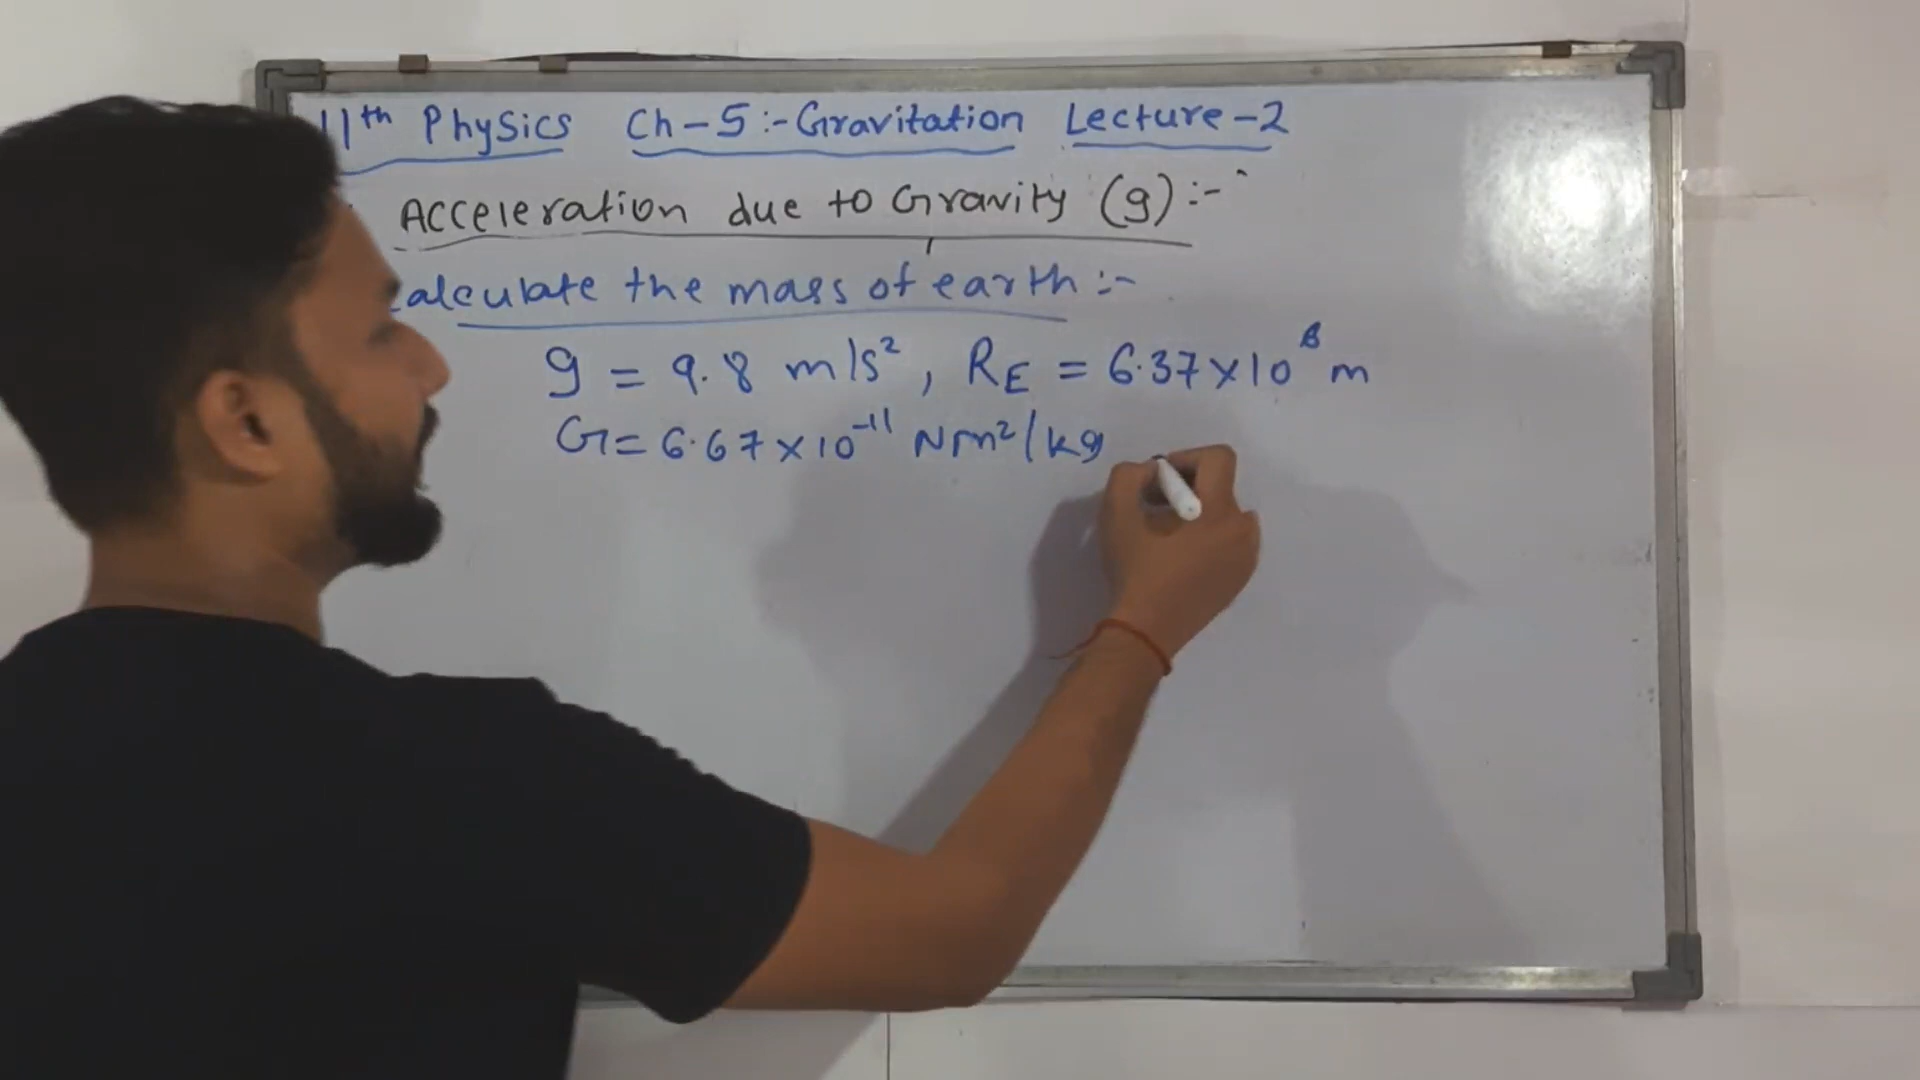 11th Physics Ch-5:- Gravitation Lecture-2
Acceleration due to Gravity (g):-
alculate the mass of earth:-
g = 9.8 m/s², R_E = 6.37×10⁶ m
G = 6.67×10⁻¹¹ Nm²/kg